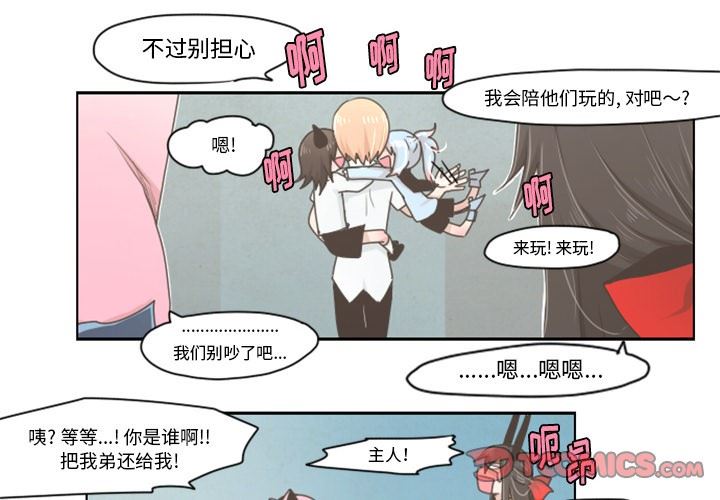 不过别担心
啊
啊
啊
我会陪他们玩的, 对吧～?
嗯!
啊
啊
来玩! 来玩!
......................
我们别吵了吧...
......嗯...嗯嗯...
咦? 等等...! 你是谁啊!!
把我弟还给我!
主人!
呃
昂
TOPTOOMICS.COM